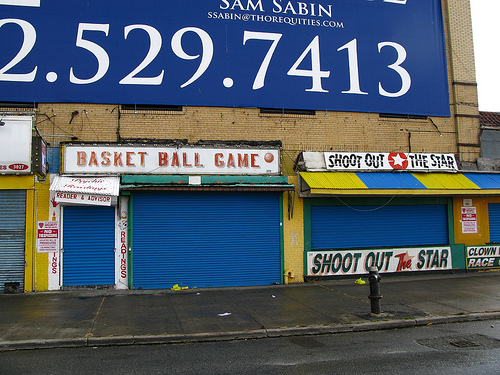 SAM SABIN
SSABIN@THOREQUITIES.COM
2.529.7413
BASKET BALL GAME
SHOOT OUT THE STAR
READER & ADVISOR
READINGS
SHOOT OUT The STAR
CLOWN
RACE